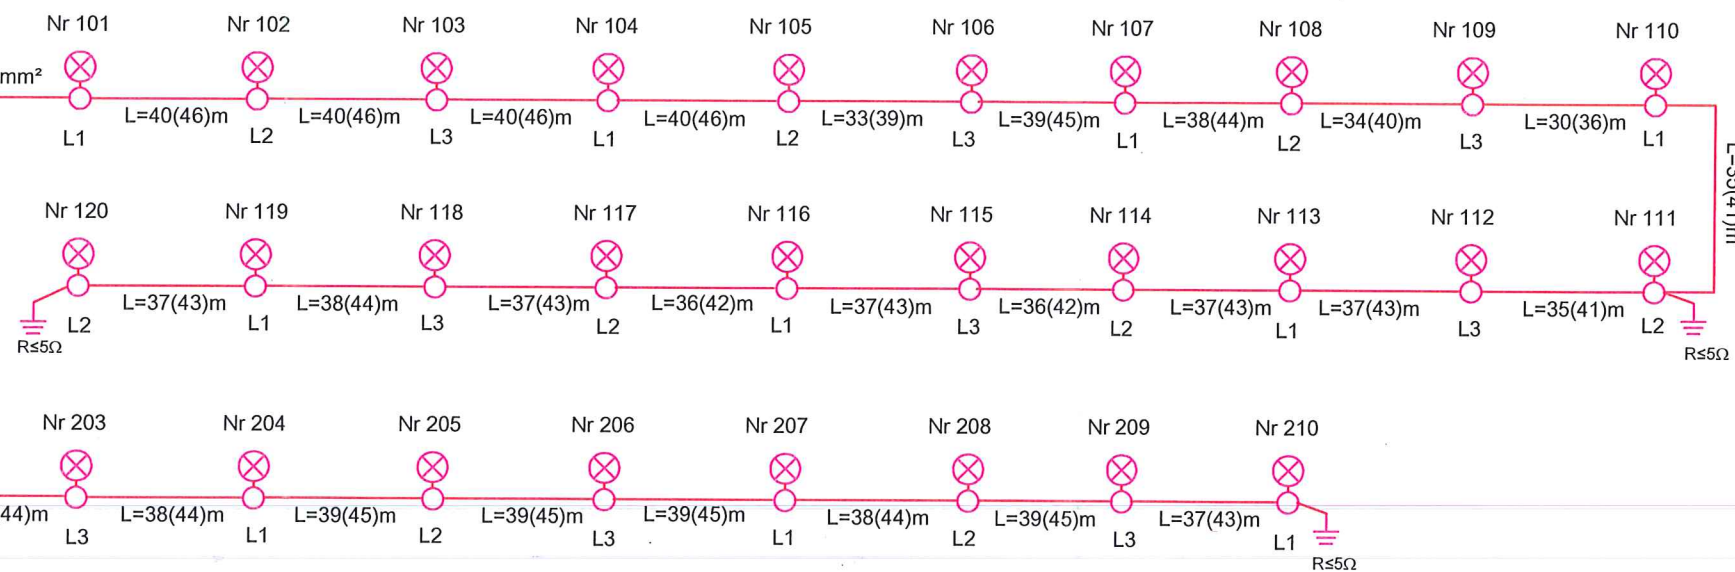 Nr 101 Nr 102 Nr 103 Nr 104 Nr 105 Nr 106 Nr 107 Nr 108 Nr 109 Nr 110
mm²
L=40(46)m L=40(46)m L=40(46)m L=40(46)m L=33(39)m L=39(45)m L=38(44)m L=34(40)m L=30(36)m
L1 L2 L3 L1 L2 L3 L1 L2 L3 L1
L=35(41)m
Nr 120 Nr 119 Nr 118 Nr 117 Nr 116 Nr 115 Nr 114 Nr 113 Nr 112 Nr 111
L=37(43)m L=38(44)m L=37(43)m L=36(42)m L=37(43)m L=36(42)m L=37(43)m L=37(43)m L=35(41)m
L2 L1 L3 L2 L1 L3 L2 L1 L3 L2
R≤5Ω R≤5Ω
Nr 203 Nr 204 Nr 205 Nr 206 Nr 207 Nr 208 Nr 209 Nr 210
44)m L=38(44)m L=39(45)m L=39(45)m L=39(45)m L=38(44)m L=39(45)m L=37(43)m
L3 L1 L2 L3 L1 L2 L3 L1
R≤5Ω